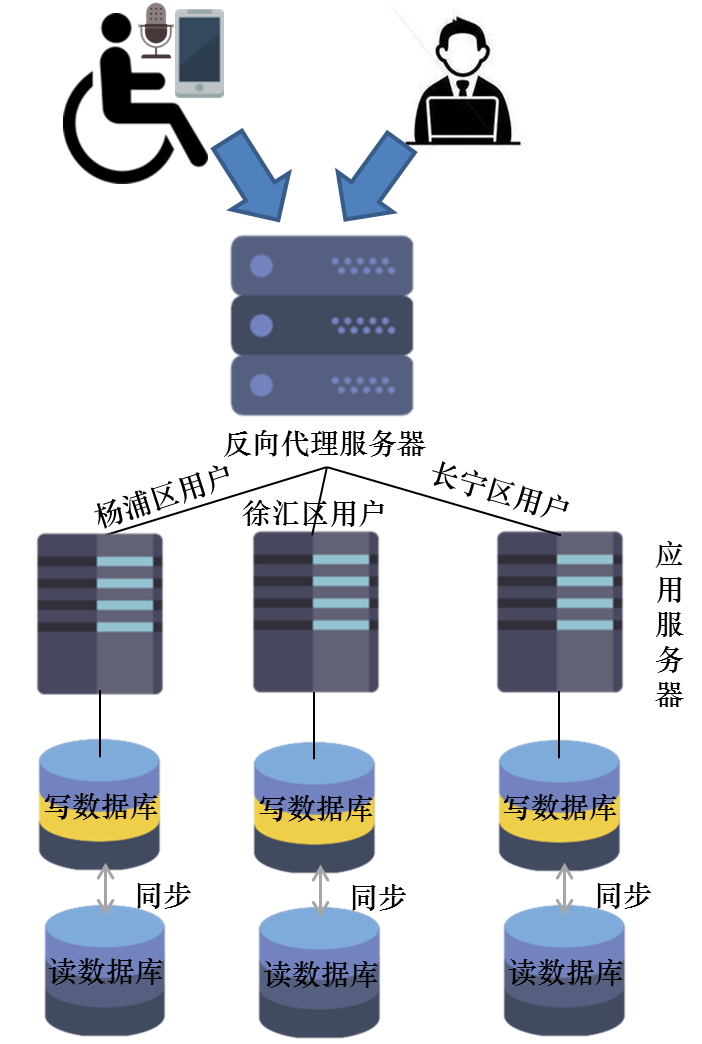 反向代理服务器
杨浦区用户
徐汇区用户
长宁区用户
应用服务器
写数据库
写数据库
写数据库
同步
同步
同步
读数据库
读数据库
读数据库